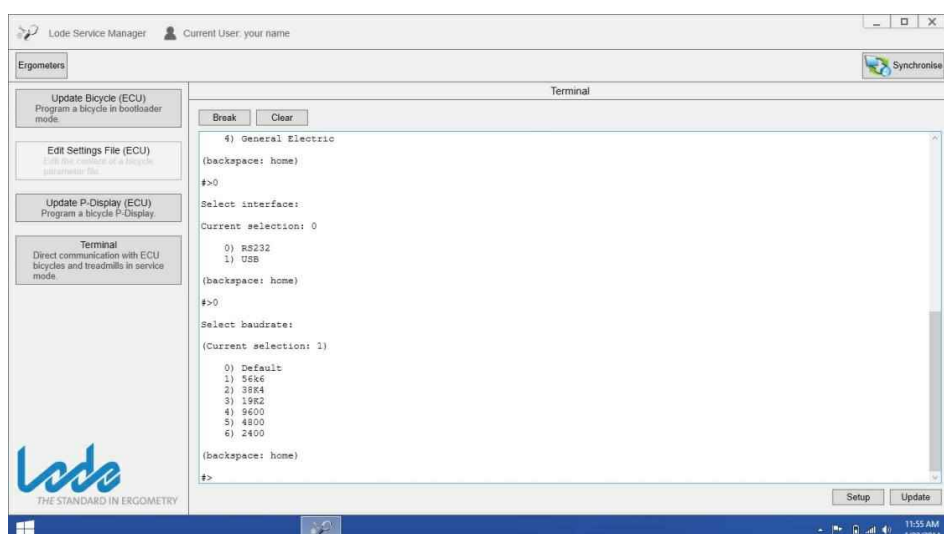 Lode Service Manager
Current User: your name
Ergometers
Synchronise
Update Bicycle (ECU)
Program a bicycle in bootloader
mode.
Edit Settings File (ECU)
Edit the content of a bicycle
parameter file.
Update P-Display (ECU)
Program a bicycle P-Display.
Terminal
Direct communication with ECU
bicycles and treadmills in service
mode.
Terminal
Break
Clear
4) General Electric
(backspace: home)
#>0
Select interface:
Current selection: 0
0) RS232
1) USB
(backspace: home)
#>0
Select baudrate:
(Current selection: 1)
0) Default
1) 56k6
2) 38K4
3) 19K2
4) 9600
5) 4800
6) 2400
(backspace: home)
#>
Lode
THE STANDARD IN ERGOMETRY
Setup
Update
11:55 AM